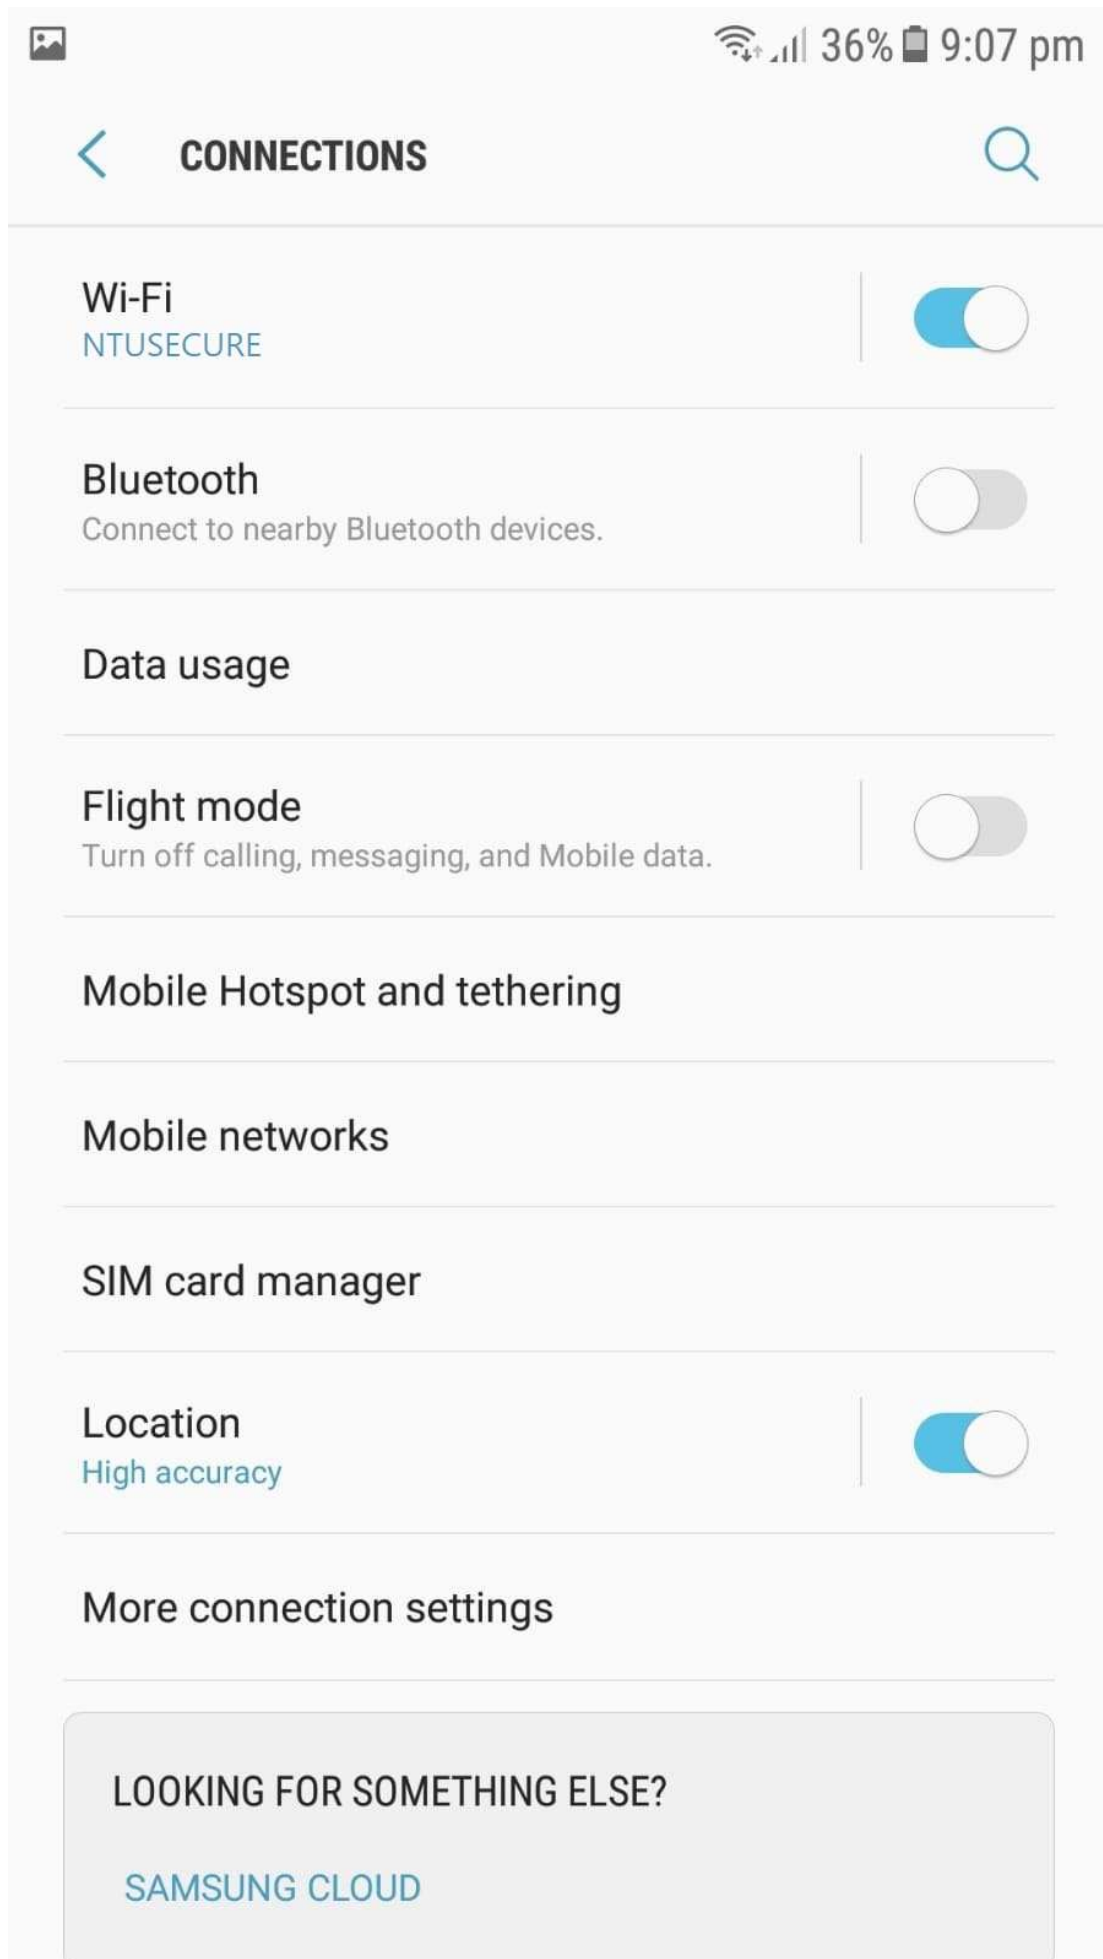 36% 9:07 pm
CONNECTIONS
Wi-Fi
NTUSECURE
Bluetooth
Connect to nearby Bluetooth devices.
Data usage
Flight mode
Turn off calling, messaging, and Mobile data.
Mobile Hotspot and tethering
Mobile networks
SIM card manager
Location
High accuracy
More connection settings
LOOKING FOR SOMETHING ELSE?
SAMSUNG CLOUD